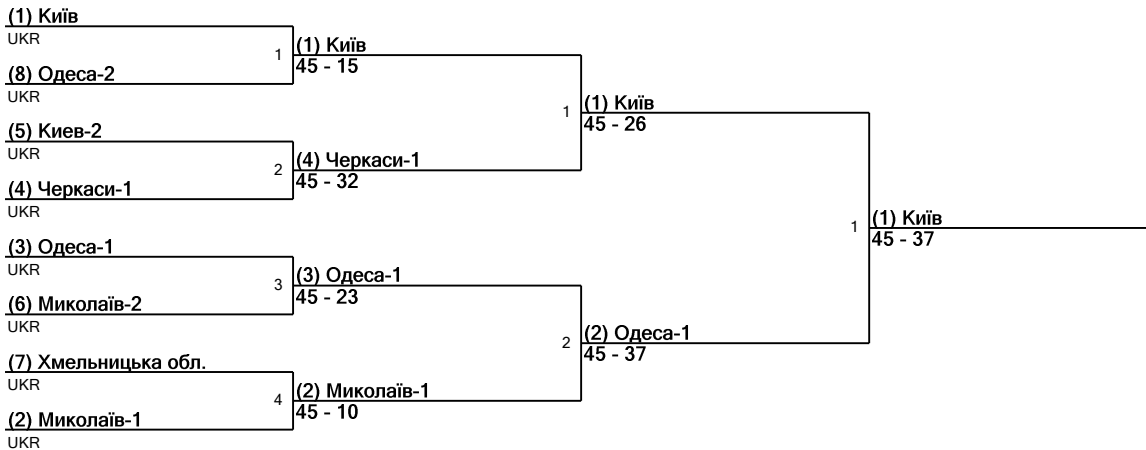 (1) Київ
UKR
(8) Одеса-2
UKR
(5) Киев-2
UKR
(4) Черкаси-1
UKR
(3) Одеса-1
UKR
(6) Миколаїв-2
UKR
(7) Хмельницька обл.
UKR
(2) Миколаїв-1
UKR
1
(1) Київ
45 - 15
2
(4) Черкаси-1
45 - 32
3
(3) Одеса-1
45 - 23
4
(2) Миколаїв-1
45 - 10
1
(1) Київ
45 - 26
2
(2) Одеса-1
45 - 37
1
(1) Київ
45 - 37